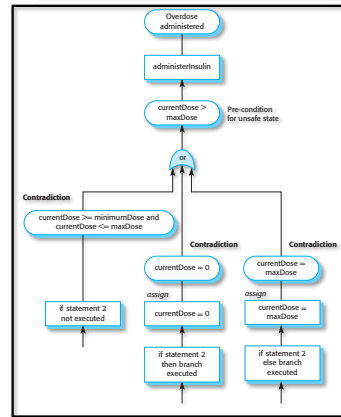 Overdose
administered
administerInsulin
currentDose >
maxDose
Pre-condition
for unsafe state
or
Contradiction
currentDose >= minimumDose and
currentDose <= maxDose
Contradiction
Contradiction
currentDose = 0
currentDose =
maxDose
assign
assign
if statement 2
not executed
currentDose = 0
currentDose =
maxDose
if statement 2
then branch
executed
if statement 2
else branch
executed